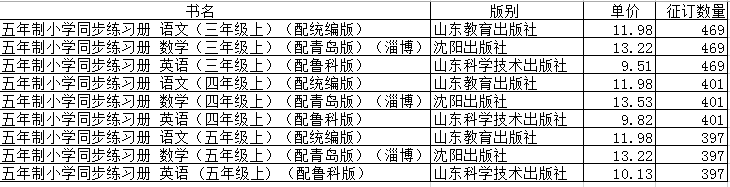 书名 版别 单价 征订数量
五年制小学同步练习册 语文（三年级上）（配统编版） 山东教育出版社 11.98 469
五年制小学同步练习册 数学（三年级上）（配青岛版）（淄博） 沈阳出版社 13.22 469
五年制小学同步练习册 英语（三年级上）（配鲁科版） 山东科学技术出版社 9.51 469
五年制小学同步练习册 语文（四年级上）（配统编版） 山东教育出版社 11.98 401
五年制小学同步练习册 数学（四年级上）（配青岛版）（淄博） 沈阳出版社 13.53 401
五年制小学同步练习册 英语（四年级上）（配鲁科版） 山东科学技术出版社 9.82 401
五年制小学同步练习册 语文（五年级上）（配统编版） 山东教育出版社 11.98 397
五年制小学同步练习册 数学（五年级上）（配青岛版）（淄博） 沈阳出版社 13.22 397
五年制小学同步练习册 英语（五年级上）（配鲁科版） 山东科学技术出版社 10.13 397